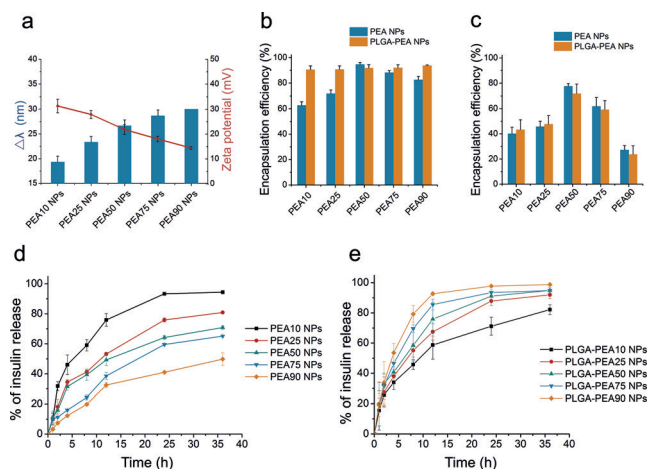 a
△λ (nm)
40
35
30
25
20
15
50
40
30
20
10
0
Zeta potential (mV)
PEA10 NPs
PEA25 NPs
PEA50 NPs
PEA75 NPs
PEA90 NPs
b
PEA NPs
PLGA-PEA NPs
Encapsulation efficiency (%)
100
80
60
40
20
0
PEA10
PEA25
PEA50
PEA75
PEA90
c
PEA NPs
PLGA-PEA NPs
Encapsulation efficiency (%)
100
80
60
40
20
0
PEA10
PEA25
PEA50
PEA75
PEA90
d
% of insulin release
100
80
60
40
20
0
0 5 10 15 20 25 30 35 40
Time (h)
PEA10 NPs
PEA25 NPs
PEA50 NPs
PEA75 NPs
PEA90 NPs
e
% of insulin release
100
80
60
40
20
0
0 5 10 15 20 25 30 35 40
Time (h)
PLGA-PEA10 NPs
PLGA-PEA25 NPs
PLGA-PEA50 NPs
PLGA-PEA75 NPs
PLGA-PEA90 NPs